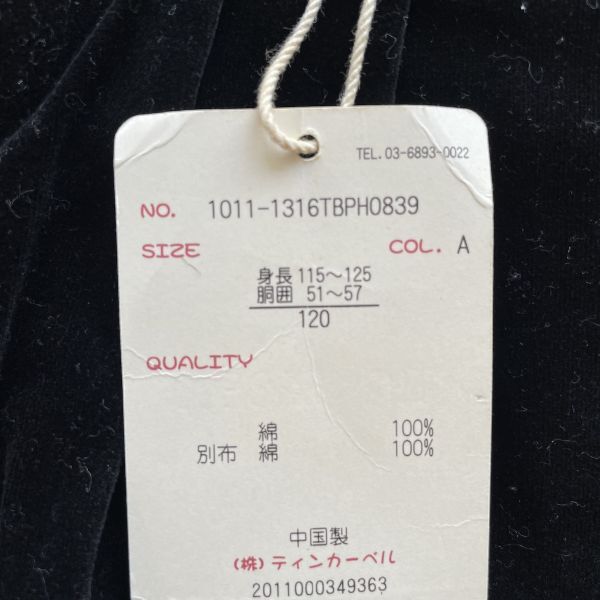 TEL. 03-6893-0022
NO. 1011-1316TBPH0839
SIZE COL. A
身長 115～125
胴囲 51～57
120
QUALITY
綿 100%
別布 綿 100%
中国製
(株)ティンカーベル
2011000349363